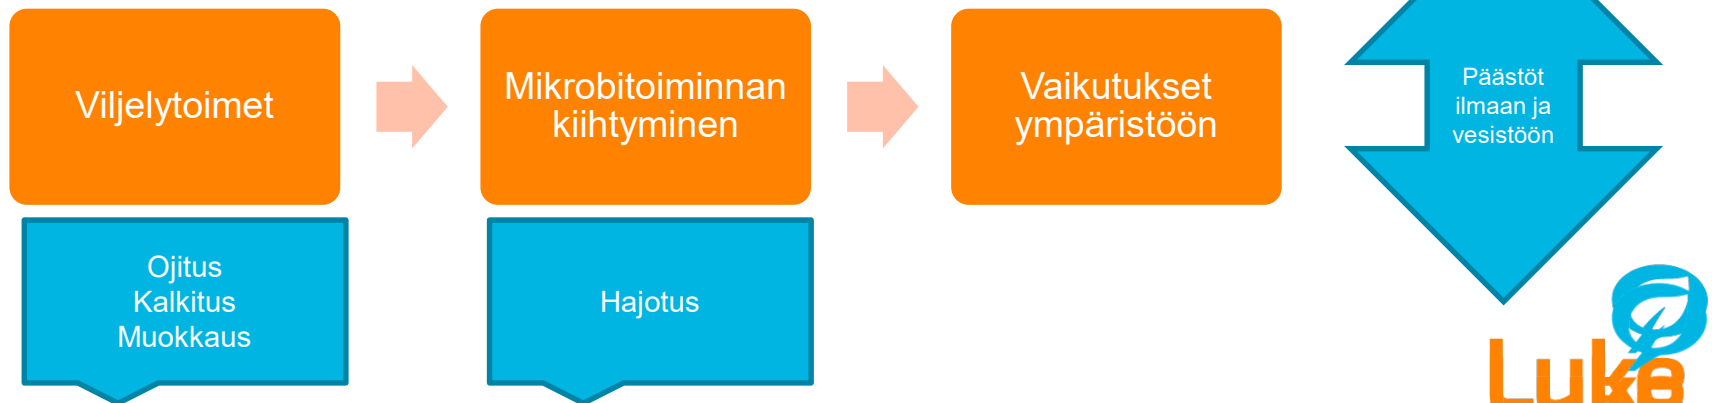 Viljelytoimet
Mikrobitoiminnan
kiihtyminen
Vaikutukset
ympäristöön
Päästöt
ilmaan ja
vesistöön
Ojitus
Kalkitus
Muokkaus
Hajotus
Luke